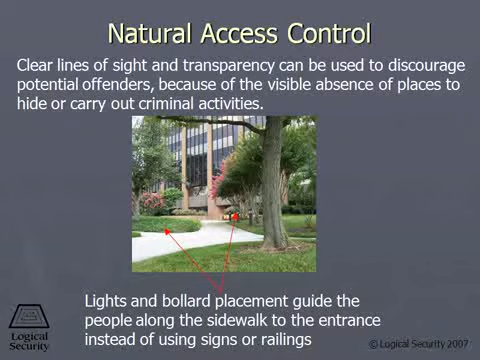 Natural Access Control
Clear lines of sight and transparency can be used to discourage
potential offenders, because of the visible absence of places to
hide or carry out criminal activities.
Lights and bollard placement guide the
people along the sidewalk to the entrance
instead of using signs or railings
Logical
Security
© Logical Security 2007